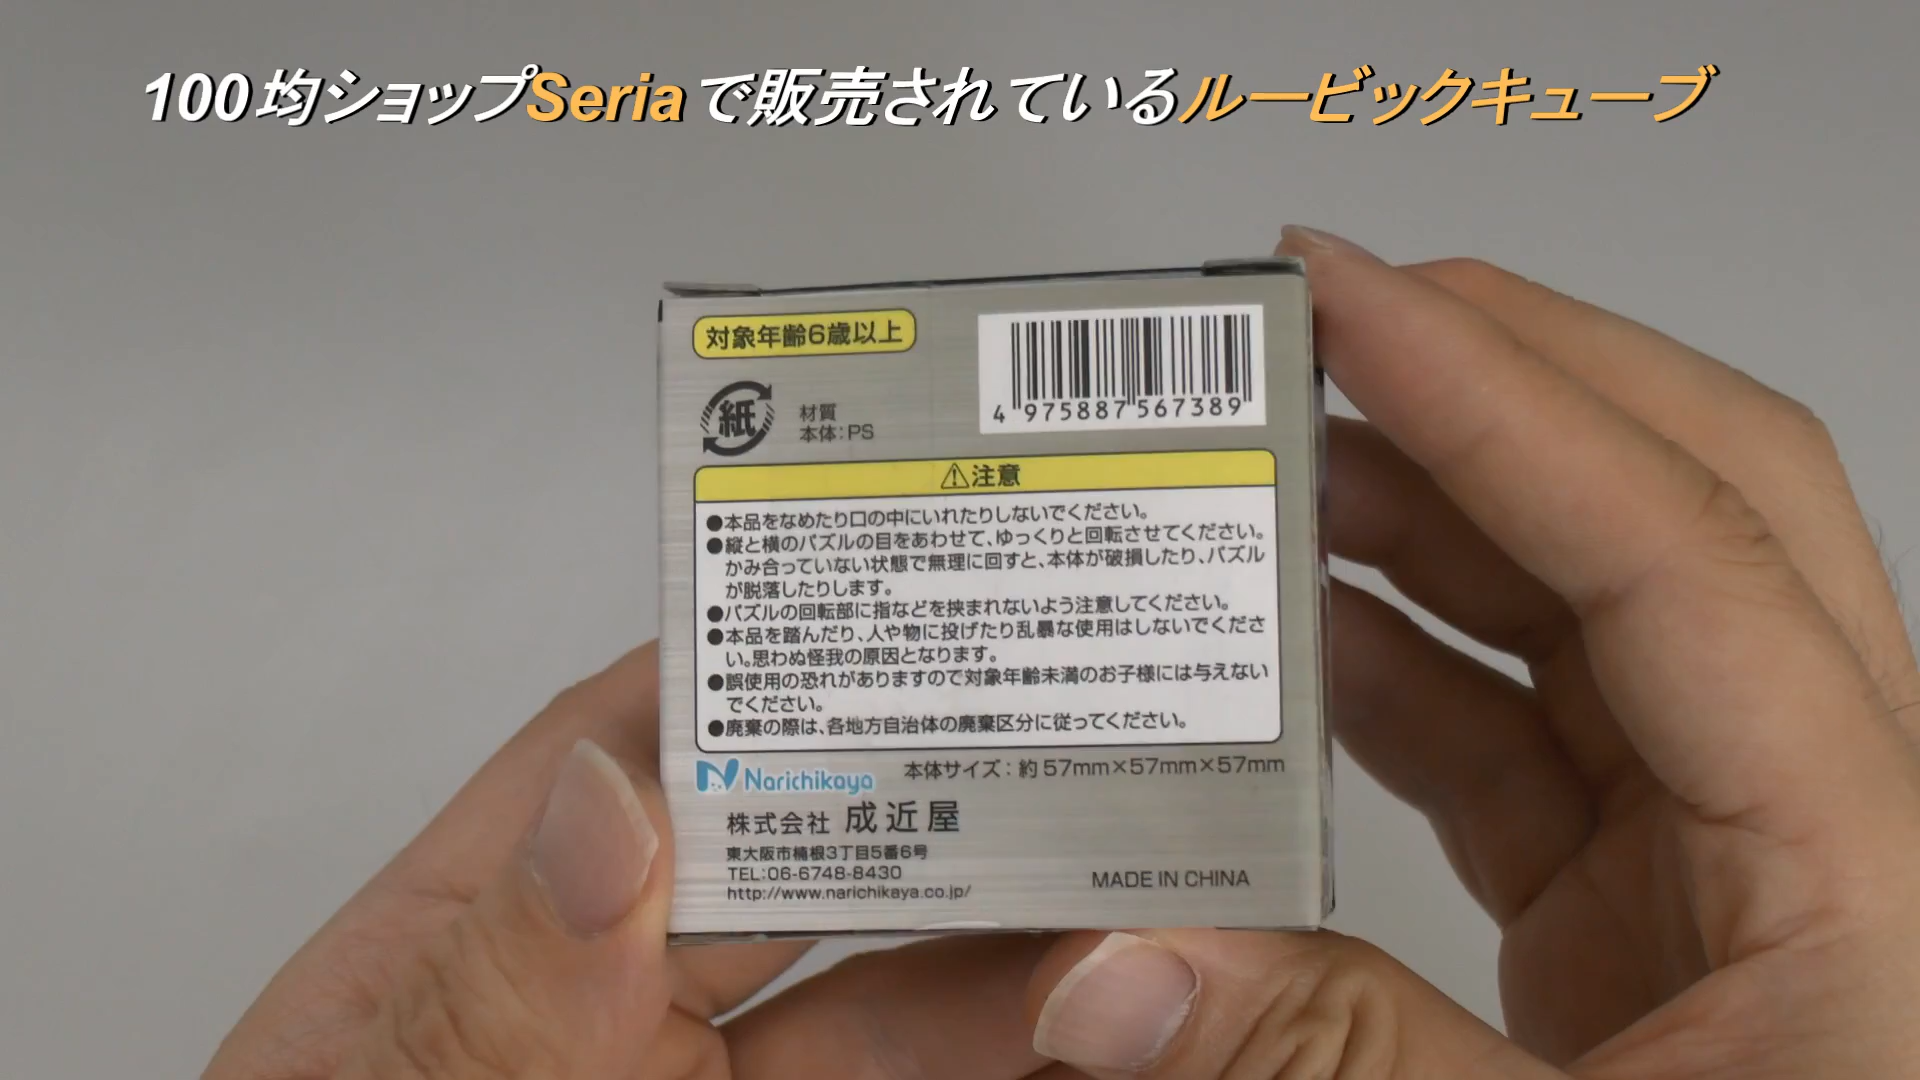 100均ショップSeriaで販売されているルービックキューブ
対象年齢6歳以上
紙
材質
本体：PS
4 975887 567389
⚠注意
●本品をなめたり口の中にいれたりしないでください。
●縦と横のパズルの目をあわせて、ゆっくりと回転させてください。
かみ合っていない状態で無理に回すと、本体が破損したり、パズル
が脱落したりします。
●パズルの回転部に指などを挟まれないよう注意してください。
●本品を踏んだり、人や物に投げたり乱暴な使用はしないでくださ
い。思わぬ怪我の原因となります。
●誤使用の恐れがありますので対象年齢未満のお子様には与えない
でください。
●廃棄の際は、各地方自治体の廃棄区分に従ってください。
Narichikaya
本体サイズ：約57mm×57mm×57mm
株式会社 成近屋
東大阪市楠根3丁目5番6号
TEL:06-6748-8430
http://www.narichikaya.co.jp/
MADE IN CHINA